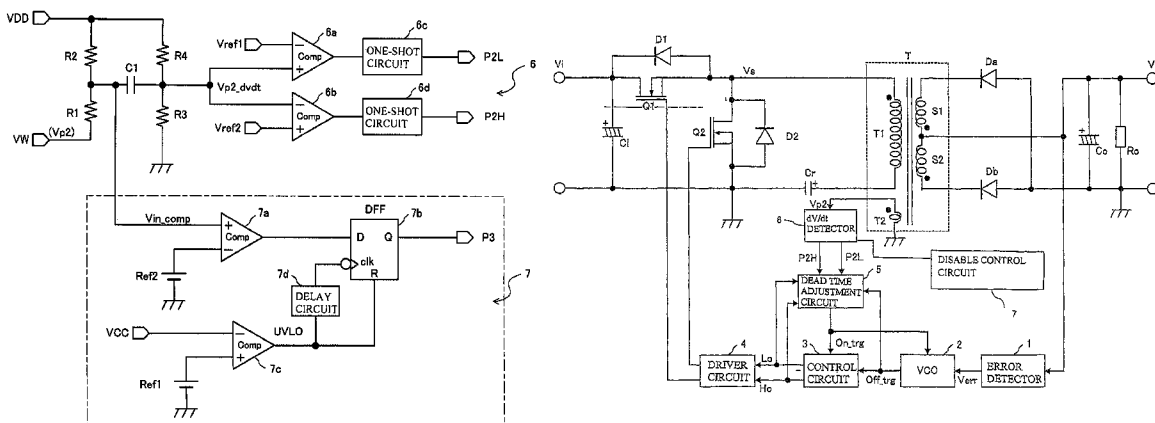 VDD
R2
R4
C1
R1
R3
VW
(Vp2)
Vp2_dvdt
Vref1
Vref2
6a
Comp
6b
Comp
6c
ONE-SHOT
CIRCUIT
6d
ONE-SHOT
CIRCUIT
P2L
P2H
6
Vin_comp
7a
Comp
Ref2
DFF
7b
D
Q
clk
R
P3
7d
DELAY
CIRCUIT
7
VCC
Comp
7c
UVLO
Ref1
Vi
D1
Q1
Vs
Q2
D2
Ci
Cr
T
T1
T2
S1
S2
Da
Db
Co
Ro
Vp2
6
dV/dt
DETECTOR
P2H
P2L
DISABLE CONTROL
CIRCUIT
7
5
DEAD TIME
ADJUSTMENT
CIRCUIT
On_trg
4
DRIVER
CIRCUIT
Lo
Ho
3
CONTROL
CIRCUIT
Off_trg
2
VCO
Verr
1
ERROR
DETECTOR